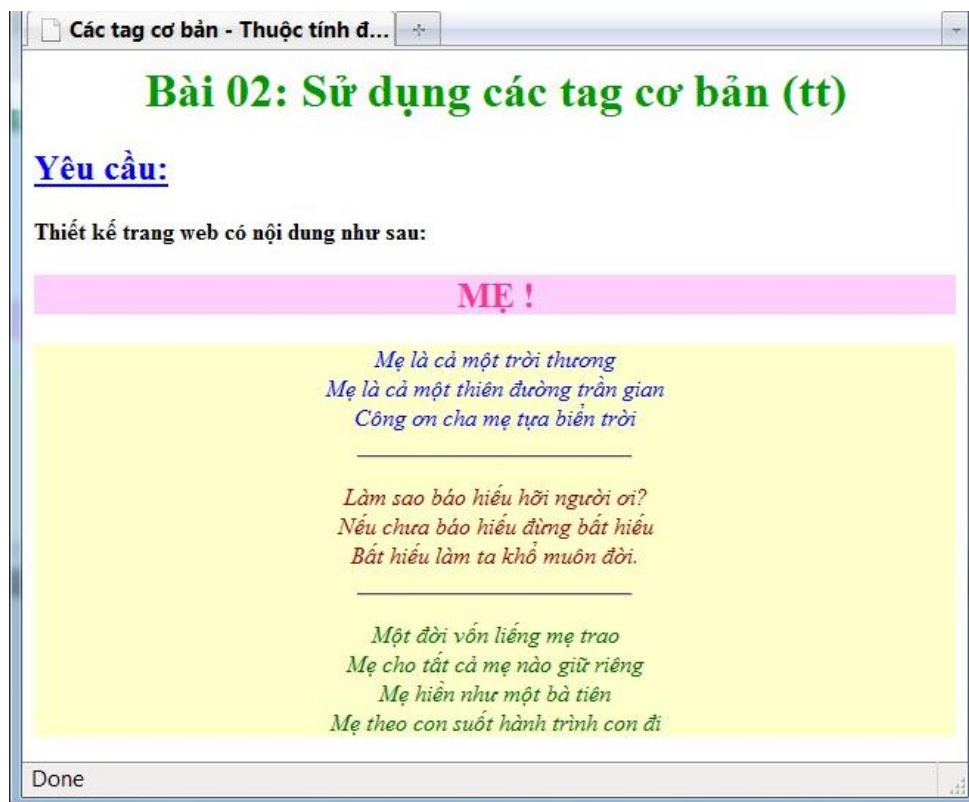 Các tag cơ bản - Thuộc tính đ...
Bài 02: Sử dụng các tag cơ bản (tt)
Yêu cầu:
Thiết kế trang web có nội dung như sau:
MẸ !
Mẹ là cả một trời thương
Mẹ là cả một thiên đường trần gian
Công ơn cha mẹ tựa biển trời
Làm sao báo hiếu hỡi người ơi?
Nếu chưa báo hiếu đừng bất hiếu
Bất hiếu làm ta khổ muôn đời.
Một đời vốn liếng mẹ trao
Mẹ cho tất cả mẹ nào giữ riêng
Mẹ hiền như một bà tiên
Mẹ theo con suốt hành trình con đi
Done